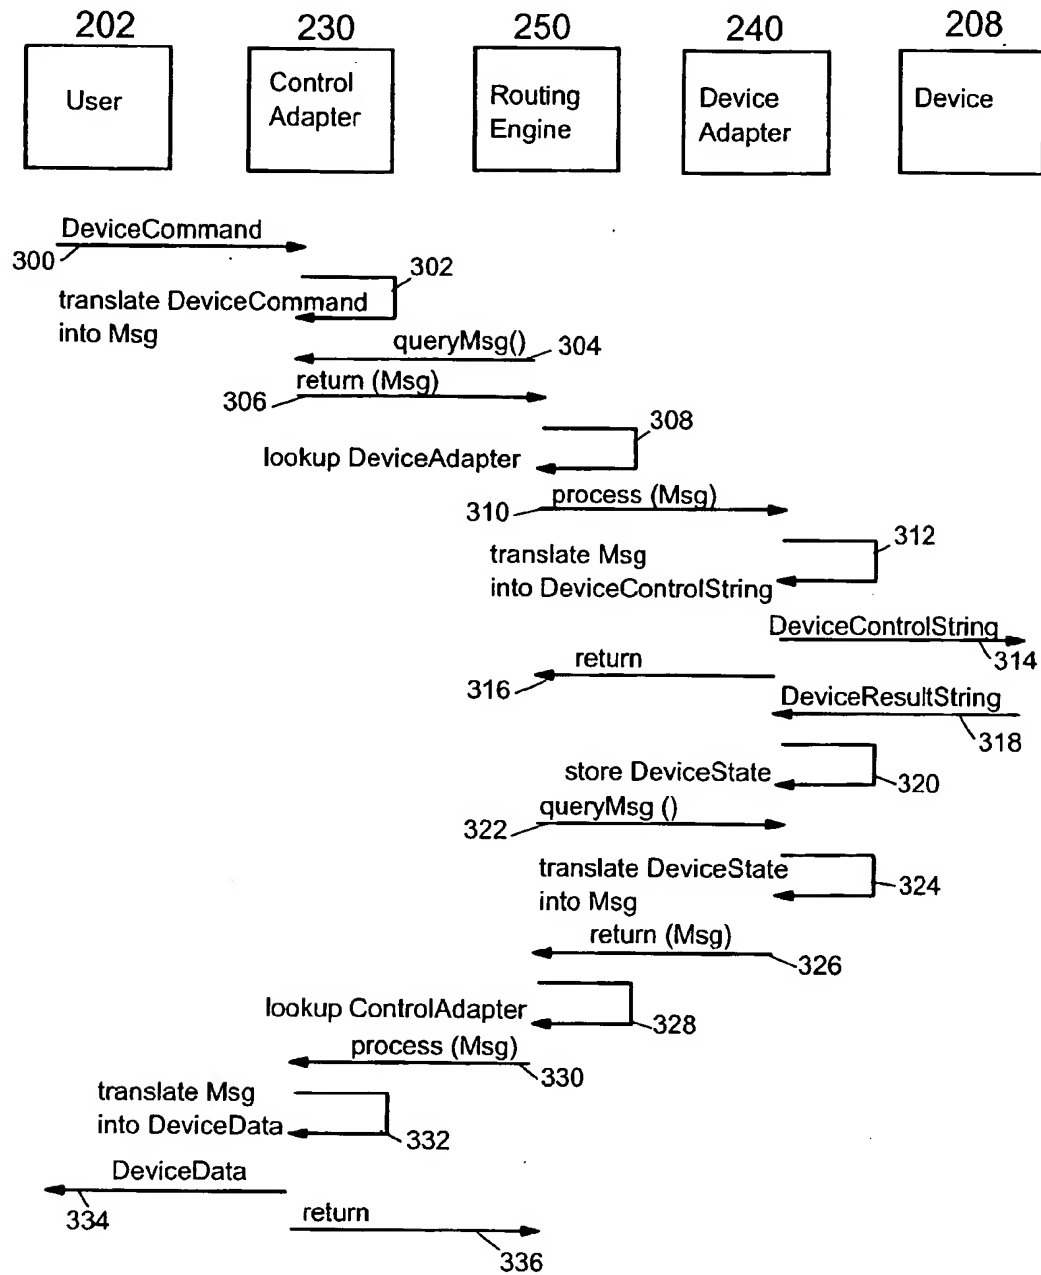 202 230 250 240 208
User
Control
Adapter
Routing
Engine
Device
Adapter
Device
DeviceCommand
300
302
translate DeviceCommand
into Msg
queryMsg()
304
return (Msg)
306
308
lookup DeviceAdapter
process (Msg)
310
312
translate Msg
into DeviceControlString
DeviceControlString
314
return
316
DeviceResultString
318
store DeviceState
320
queryMsg ()
322
translate DeviceState
into Msg
324
return (Msg)
326
lookup ControlAdapter
328
process (Msg)
330
translate Msg
into DeviceData
332
DeviceData
334
return
336